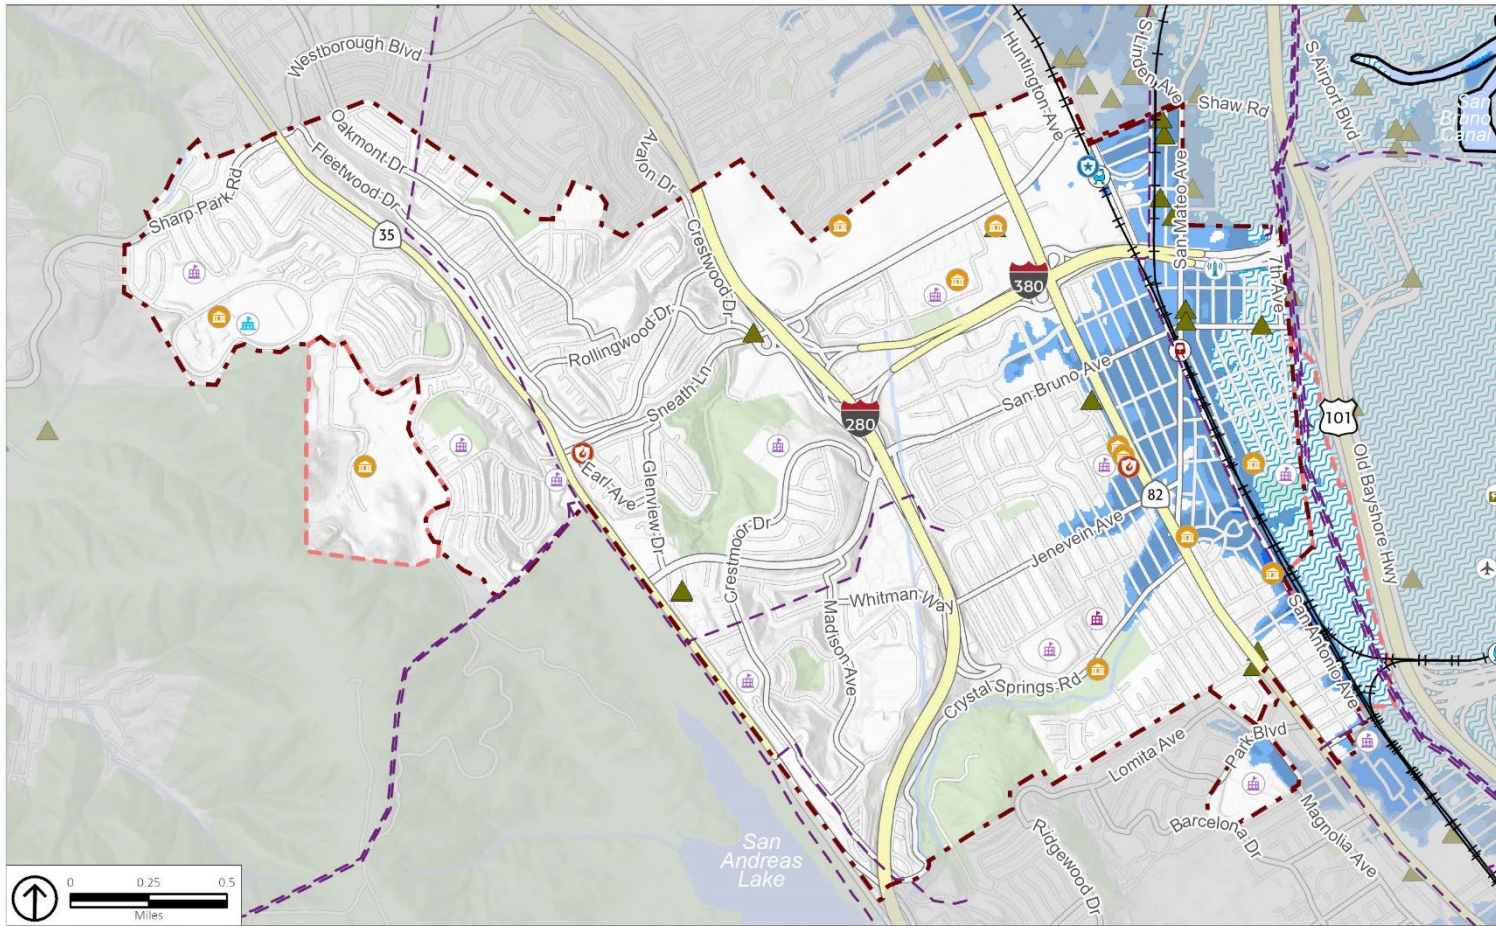 Westborough Blvd
Huntington Ave
S Linden Ave
Shaw Rd
S Airport Blvd
San
Bruno
Canal
Oakmont Dr
Fleetwood Dr
Avalon Dr
Sharp Park Rd
San Mateo Ave
35
Crestwood Dr
7th Ave
380
Rollingwood Dr
Sneath Ln
San Bruno Ave
280
101
Earl Ave
Glenview Dr
82
Old Bayshore Hwy
Crestmoor Dr
Jenevein Ave
Whitman Way
Madison Ave
San Antonio Ave
Crystal Springs Rd
Park Blvd
Lomita Ave
Magnolia Ave
Barcelona Dr
Ridgewood Dr
San
Andreas
Lake
0 0.25 0.5
Miles